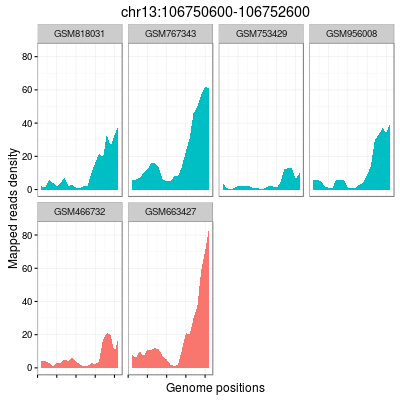 chr13:106750600-106752600
GSM818031 GSM767343 GSM753429 GSM956008
80
60
40
20
0
Mapped reads density
GSM466732 GSM663427
80
60
40
20
0
Genome positions